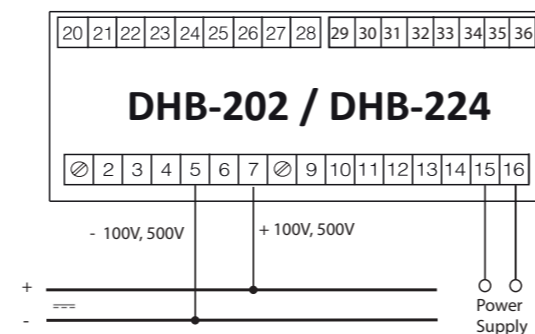 20 21 22 23 24 25 26 27 28 29 30 31 32 33 34 35 36
DHB-202 / DHB-224
2 3 4 5 6 7 9 10 11 12 13 14 15 16
- 100V, 500V + 100V, 500V
+
-
Power
Supply